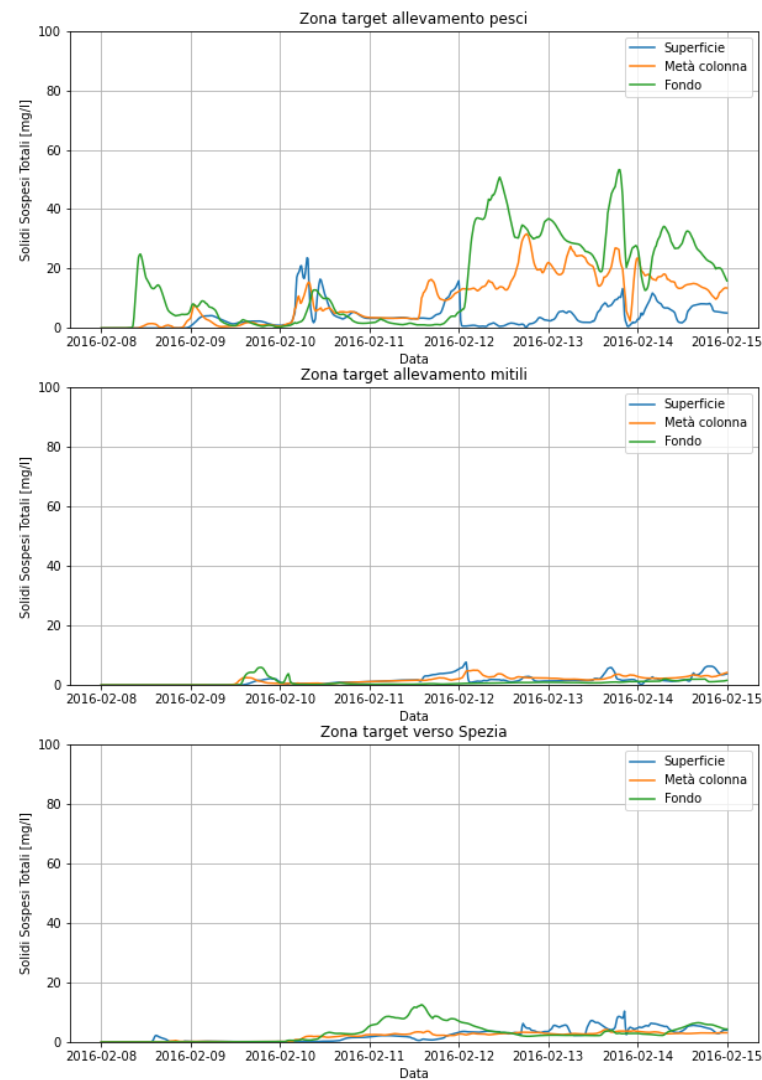 Zona target allevamento pesci
100
80
60
40
20
0
Solidi Sospesi Totali [mg/l]
Superficie
Metà colonna
Fondo
2016-02-08 2016-02-09 2016-02-10 2016-02-11 2016-02-12 2016-02-13 2016-02-14 2016-02-15
Data
Zona target allevamento mitili
100
80
60
40
20
0
Solidi Sospesi Totali [mg/l]
Superficie
Metà colonna
Fondo
2016-02-08 2016-02-09 2016-02-10 2016-02-11 2016-02-12 2016-02-13 2016-02-14 2016-02-15
Data
Zona target verso Spezia
100
80
60
40
20
0
Solidi Sospesi Totali [mg/l]
Superficie
Metà colonna
Fondo
2016-02-08 2016-02-09 2016-02-10 2016-02-11 2016-02-12 2016-02-13 2016-02-14 2016-02-15
Data